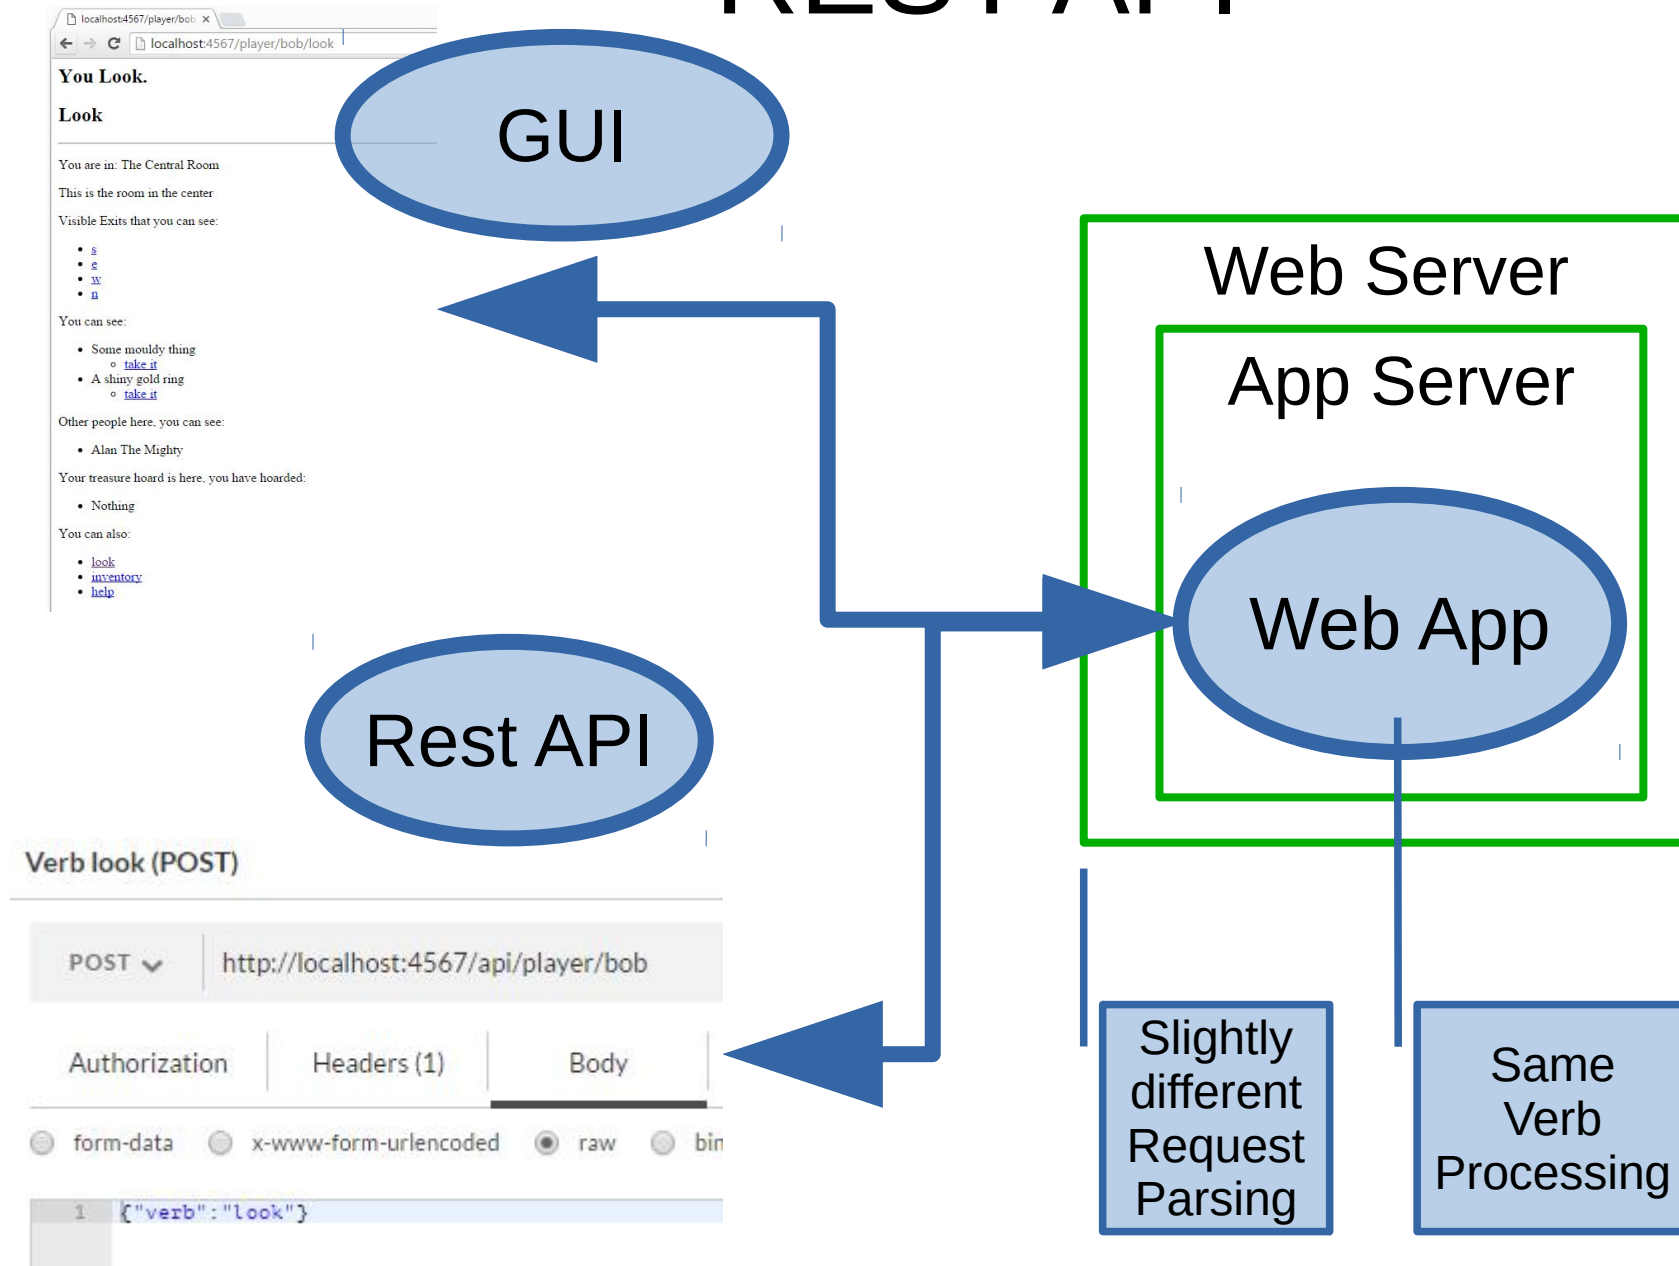 REST API
localhost:4567/player/bob
localhost:4567/player/bob/look
You Look.
Look
You are in: The Central Room
This is the room in the center
Visible Exits that you can see:
s
e
w
n
You can see:
Some mouldy thing
take it
A shiny gold ring
take it
Other people here, you can see:
Alan The Mighty
Your treasure hoard is here, you have hoarded:
Nothing
You can also:
look
inventory
help
GUI
Web Server
App Server
Web App
Rest API
Verb look (POST)
POST http://localhost:4567/api/player/bob
Authorization Headers (1) Body
form-data x-www-form-urlencoded raw bin
1 {"verb":"look"}
Slightly
different
Request
Parsing
Same
Verb
Processing